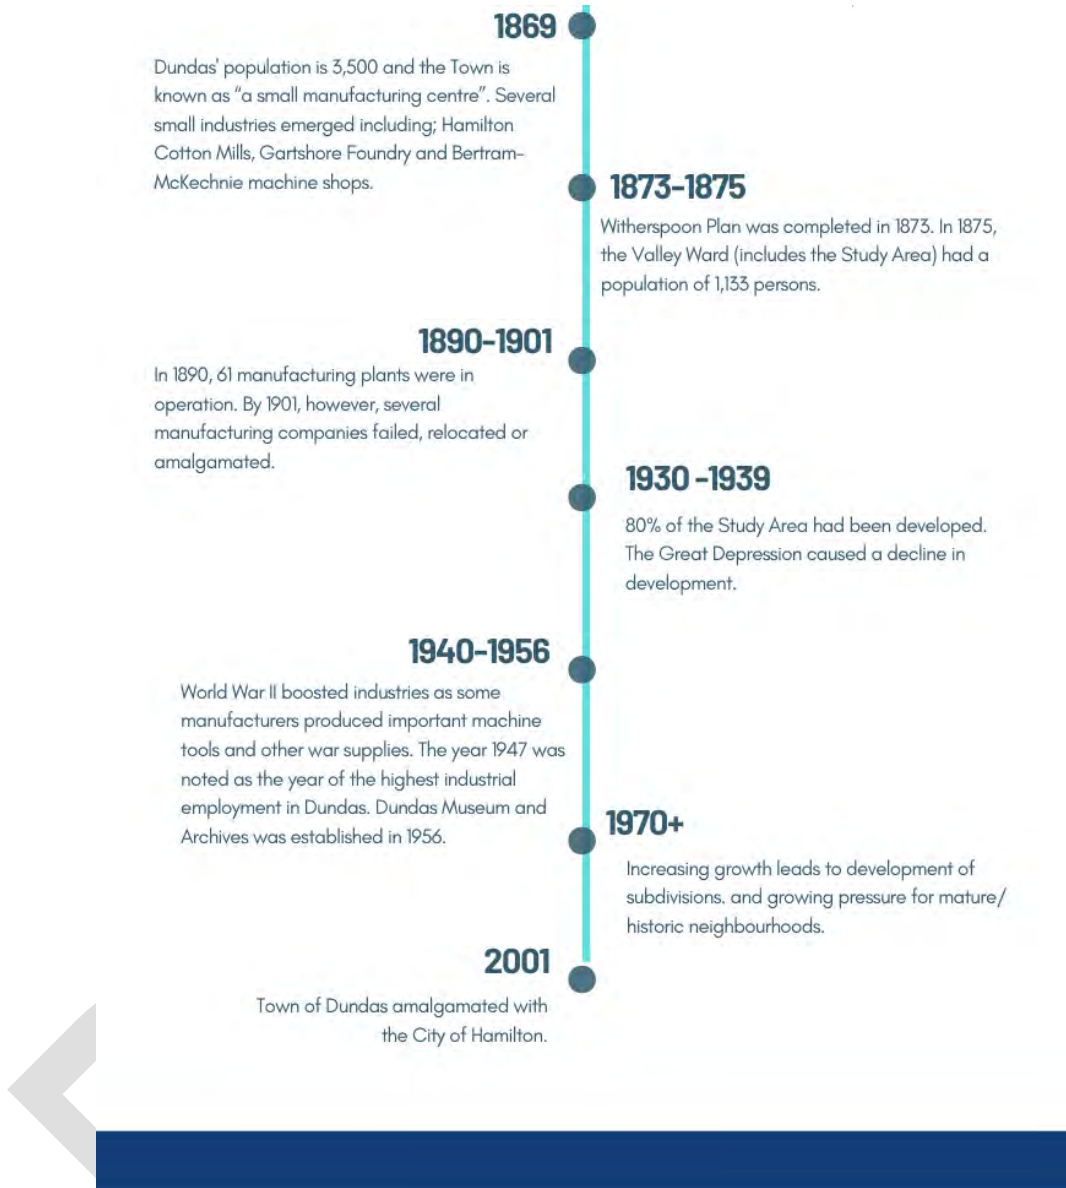 1869
Dundas' population is 3,500 and the Town is
known as "a small manufacturing centre". Several
small industries emerged including; Hamilton
Cotton Mills, Gartshore Foundry and Bertram-
McKechnie machine shops.
1873-1875
Witherspoon Plan was completed in 1873. In 1875,
the Valley Ward (includes the Study Area) had a
population of 1,133 persons.
1890-1901
In 1890, 61 manufacturing plants were in
operation. By 1901, however, several
manufacturing companies failed, relocated or
amalgamated.
1930 -1939
80% of the Study Area had been developed.
The Great Depression caused a decline in
development.
1940-1956
World War II boosted industries as some
manufacturers produced important machine
tools and other war supplies. The year 1947 was
noted as the year of the highest industrial
employment in Dundas. Dundas Museum and
Archives was established in 1956.
1970+
Increasing growth leads to development of
subdivisions. and growing pressure for mature/
historic neighbourhoods.
2001
Town of Dundas amalgamated with
the City of Hamilton.